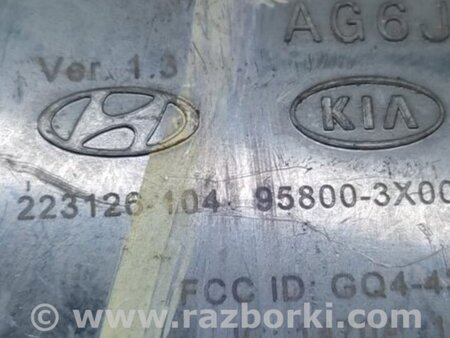 AG6J
Ver. 1.3
KIA
223126-104 95800-3X00
FCC ID: GQ4-4
© www.razborki.com